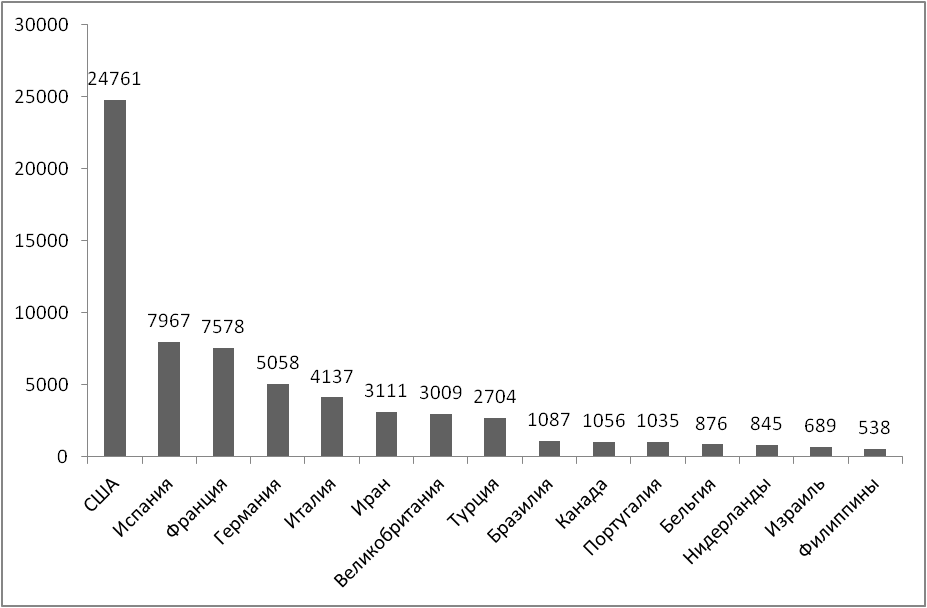 30000
25000
20000
15000
10000
5000
0
24761
7967
7578
5058
4137
3111
3009
2704
1087
1056
1035
876
845
689
538
США
Испания
Франция
Германия
Италия
Иран
Великобритания
Турция
Бразилия
Канада
Португалия
Бельгия
Нидерланды
Израиль
Филиппины